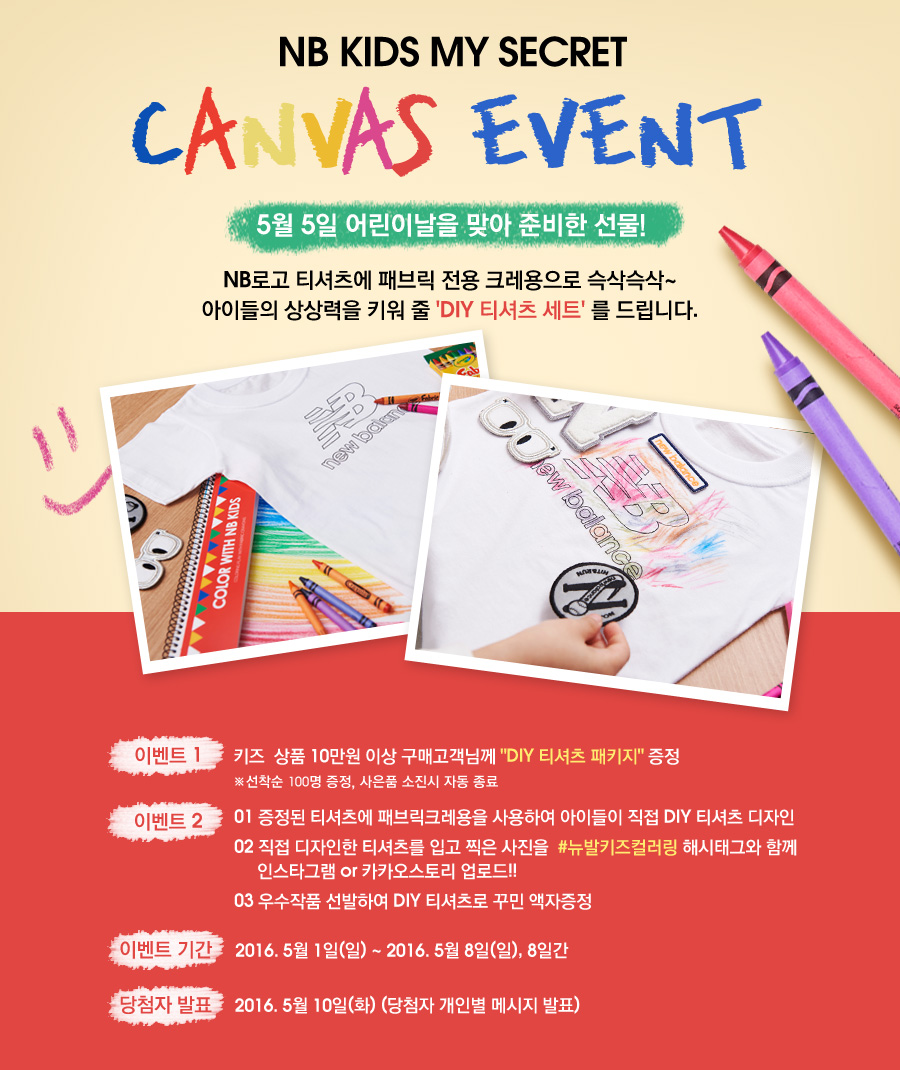 NB KIDS MY SECRET
CANVAS EVENT
5월 5일 어린이날을 맞아 준비한 선물!
NB로고 티셔츠에 패브릭 전용 크레용으로 슥삭슥삭~
아이들의 상상력을 키워 줄 'DIY 티셔츠 세트' 를 드립니다.
NB
new balan
COLOR WITH NB KIDS
Fabric
new balance
NB
new balance
HIT&RUN
N
이벤트 1 키즈 상품 10만원 이상 구매고객님께 "DIY 티셔츠 패키지" 증정
※선착순 100명 증정, 사은품 소진시 자동 종료
이벤트 2 01 증정된 티셔츠에 패브릭크레용을 사용하여 아이들이 직접 DIY 티셔츠 디자인
02 직접 디자인한 티셔츠를 입고 찍은 사진을 #뉴발키즈컬러링 해시태그와 함께
인스타그램 or 카카오스토리 업로드!!
03 우수작품 선발하여 DIY 티셔츠로 꾸민 액자증정
이벤트 기간 2016. 5월 1일(일) ~ 2016. 5월 8일(일), 8일간
당첨자 발표 2016. 5월 10일(화) (당첨자 개인별 메시지 발표)